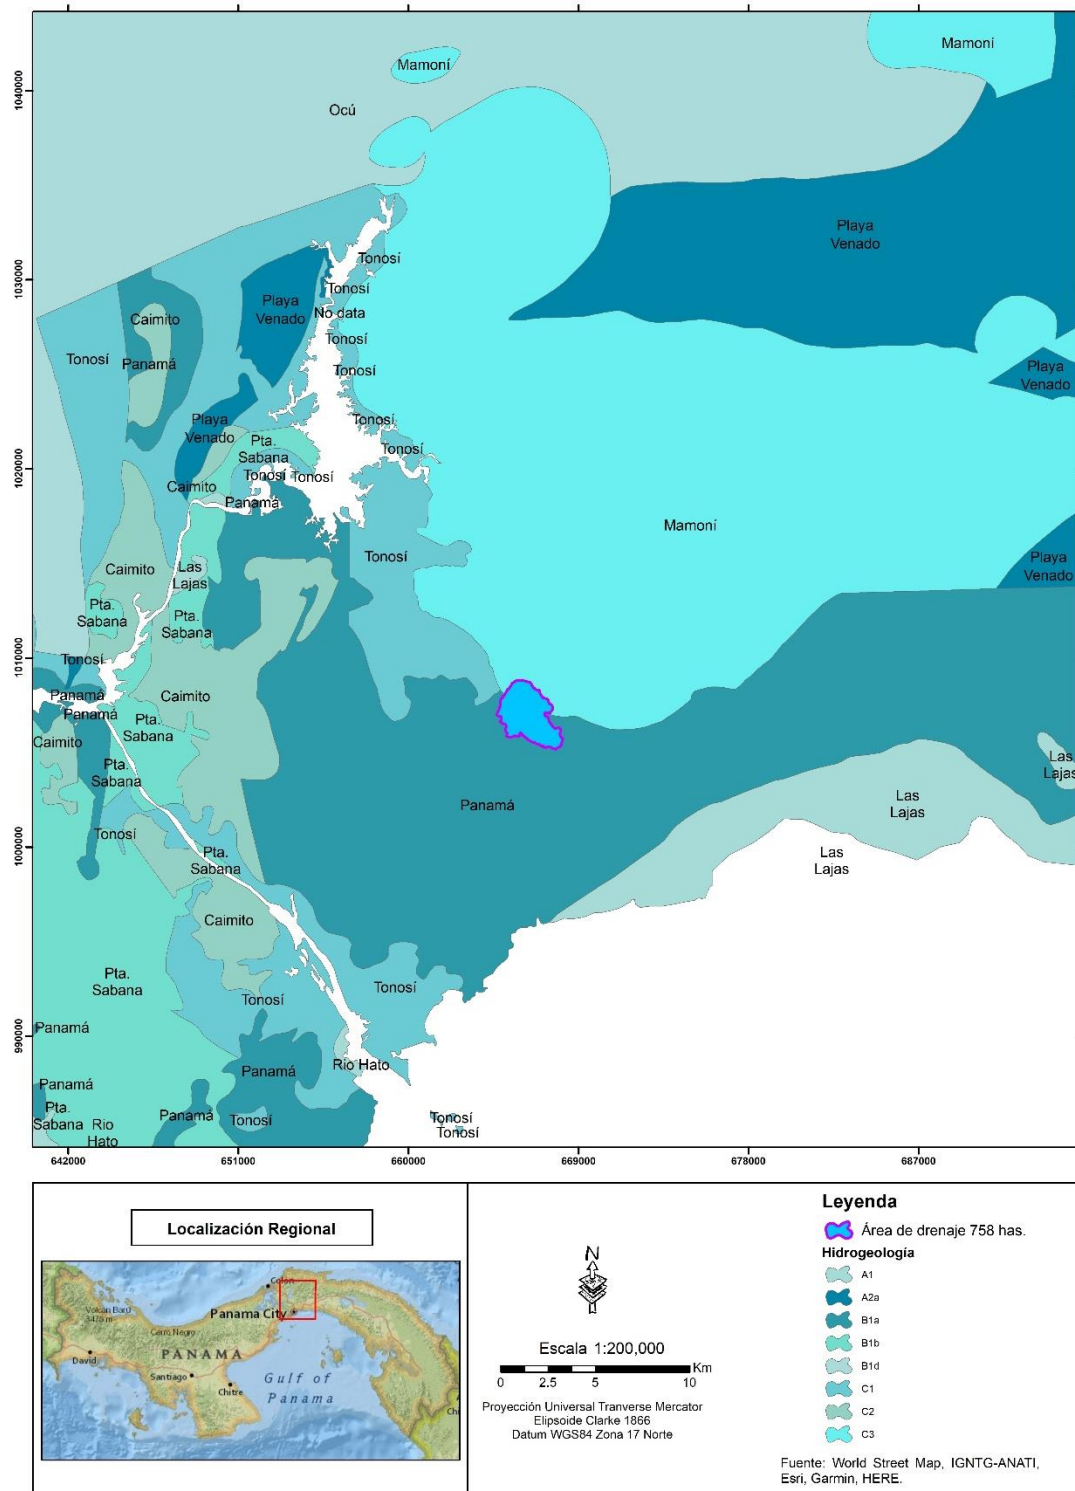 Mamoní
Mamoní
1040000
Ocú
Playa
Venado
Tonosí
1030000
Tonosí
Playa
Venado
No data
Caimito
Tonosí
Tonosí
Panamá
Tonosí
Playa
Venado
Tonosí
Playa
Venado
Tonosí
Pta.
Sabana
1020000
Tonosí
Tonosí
Caimito
Panamá
Mamoní
Tonosí
Playa
Venado
Caimito
Las
Lajas
Pta.
Sabana
Pta.
Sabana
1010000
Tonosí
Panamá
Caimito
Panamá
Pta.
Sabana
Caimito
Pta.
Sabana
Las
Lajas
Panamá
Las
Lajas
Tonosí
1000000
Pta.
Sabana
Las
Lajas
Caimito
Pta.
Sabana
Tonosí
Tonosí
990000
Panamá
Río Hato
Panamá
Panamá
Pta.
Sabana
Rio
Hato
Panamá
Tonosí
Tonosí
Tonosí
642000 651000 660000 669000 678000 687000
Localización Regional
Colón
Panama City
Volcan Baru
3475 m
Cerro Negro
PANAMA
David
Santiago
Chitre
Gulf of
Panama
N
Escala 1:200,000
Km
0 2.5 5 10
Proyección Universal Tranverse Mercator
Elipsoide Clarke 1866
Datum WGS84 Zona 17 Norte
Leyenda
Área de drenaje 758 has.
Hidrogeología
A1
A2a
B1a
B1b
B1d
C1
C2
C3
Fuente: World Street Map, IGNTG-ANATI,
Esri, Garmin, HERE.